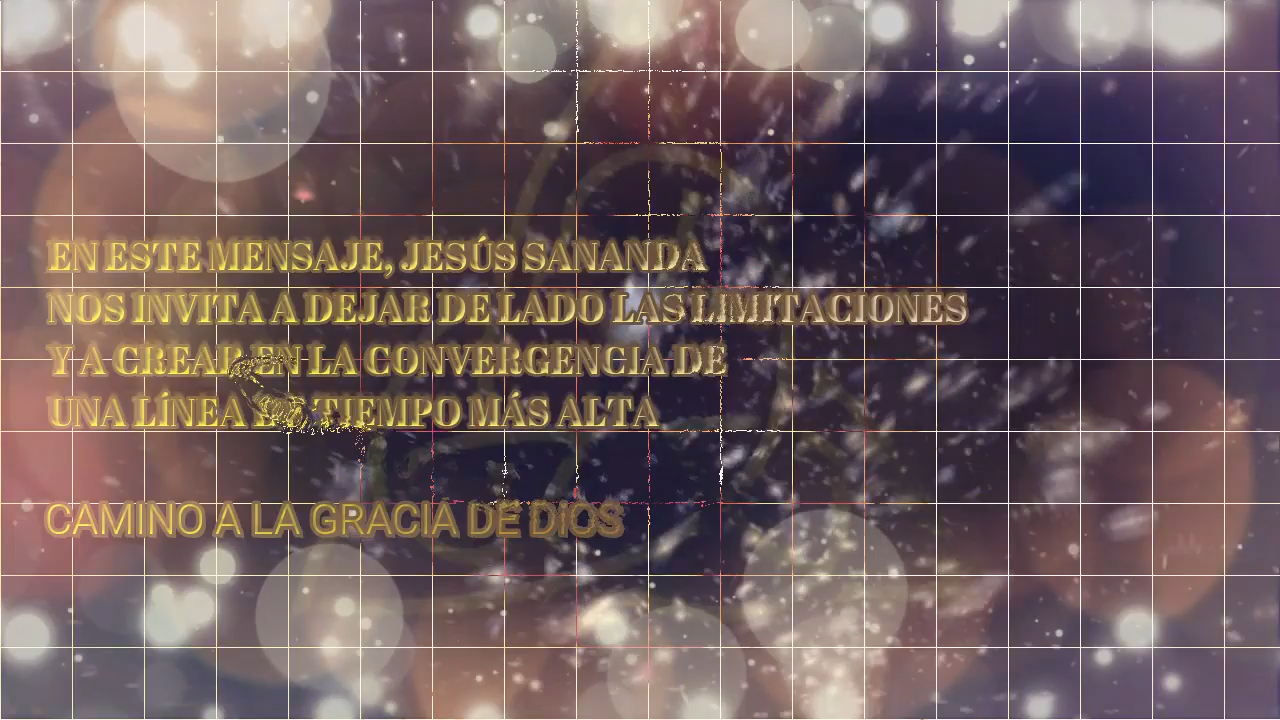 EN ESTE MENSAJE, JESÚS SANANDA
NOS INVITA A DEJAR DE LADO LAS LIMITACIONES
Y A CREAR EN LA CONVERGENCIA DE
UNA LÍNEA DE TIEMPO MÁS ALTA
CAMINO A LA GRACIA DE DIOS